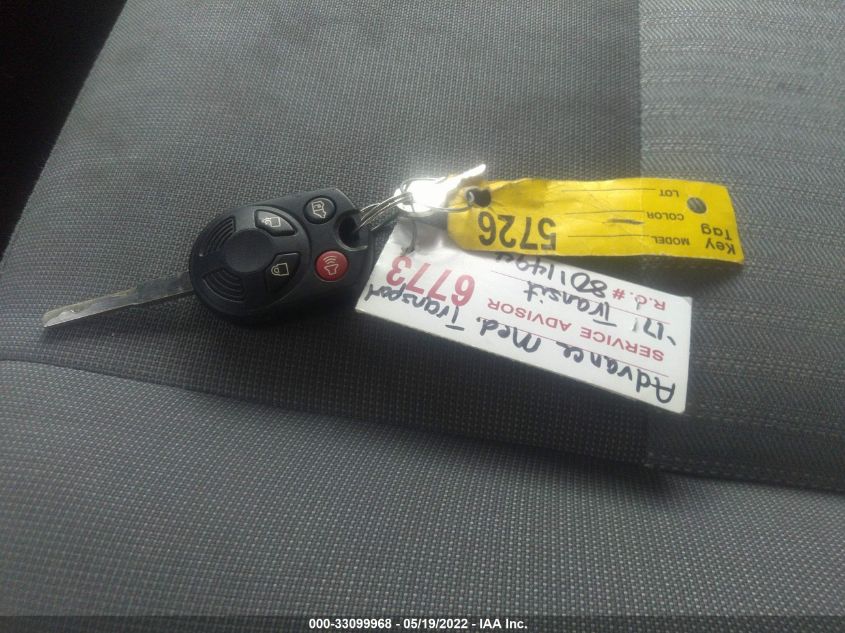 Key
Tag
MODEL
COLOR
LOT
5726
R.O.#
6773
'17' Transit
SERVICE ADVISOR
Advance Med. Transport
000-33099968 - 05/19/2022 - IAA Inc.